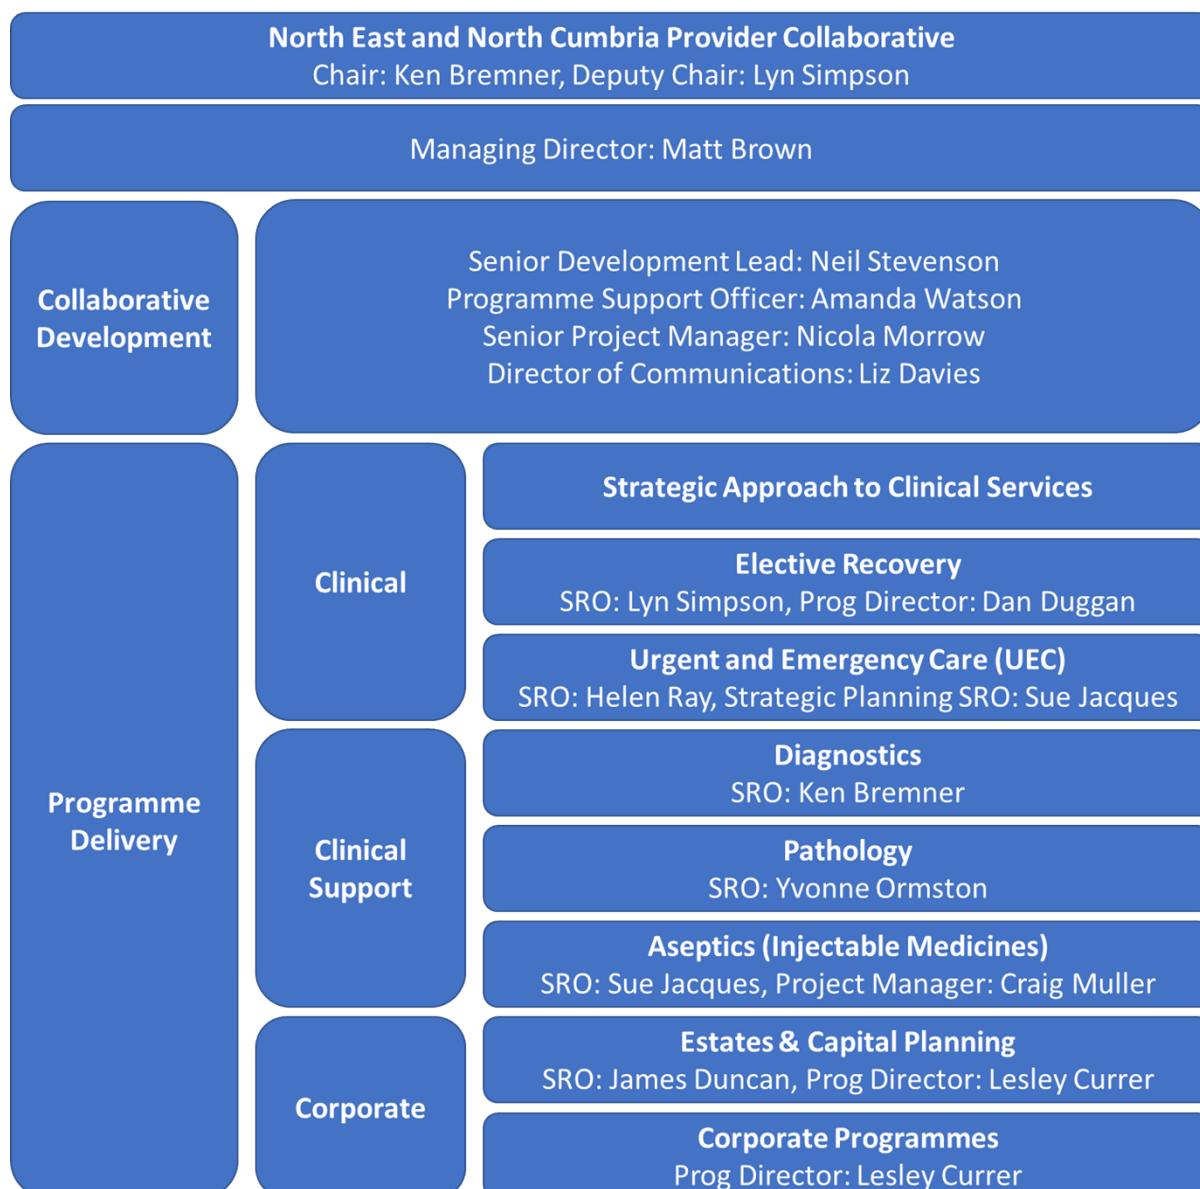 North East and North Cumbria Provider Collaborative
Chair: Ken Bremner, Deputy Chair: Lyn Simpson
Managing Director: Matt Brown
Collaborative
Development
Senior Development Lead: Neil Stevenson
Programme Support Officer: Amanda Watson
Senior Project Manager: Nicola Morrow
Director of Communications: Liz Davies
Programme
Delivery
Clinical
Strategic Approach to Clinical Services
Elective Recovery
SRO: Lyn Simpson, Prog Director: Dan Duggan
Urgent and Emergency Care (UEC)
SRO: Helen Ray, Strategic Planning SRO: Sue Jacques
Clinical
Support
Diagnostics
SRO: Ken Bremner
Pathology
SRO: Yvonne Ormston
Aseptics (Injectable Medicines)
SRO: Sue Jacques, Project Manager: Craig Muller
Corporate
Estates & Capital Planning
SRO: James Duncan, Prog Director: Lesley Currer
Corporate Programmes
Prog Director: Lesley Currer